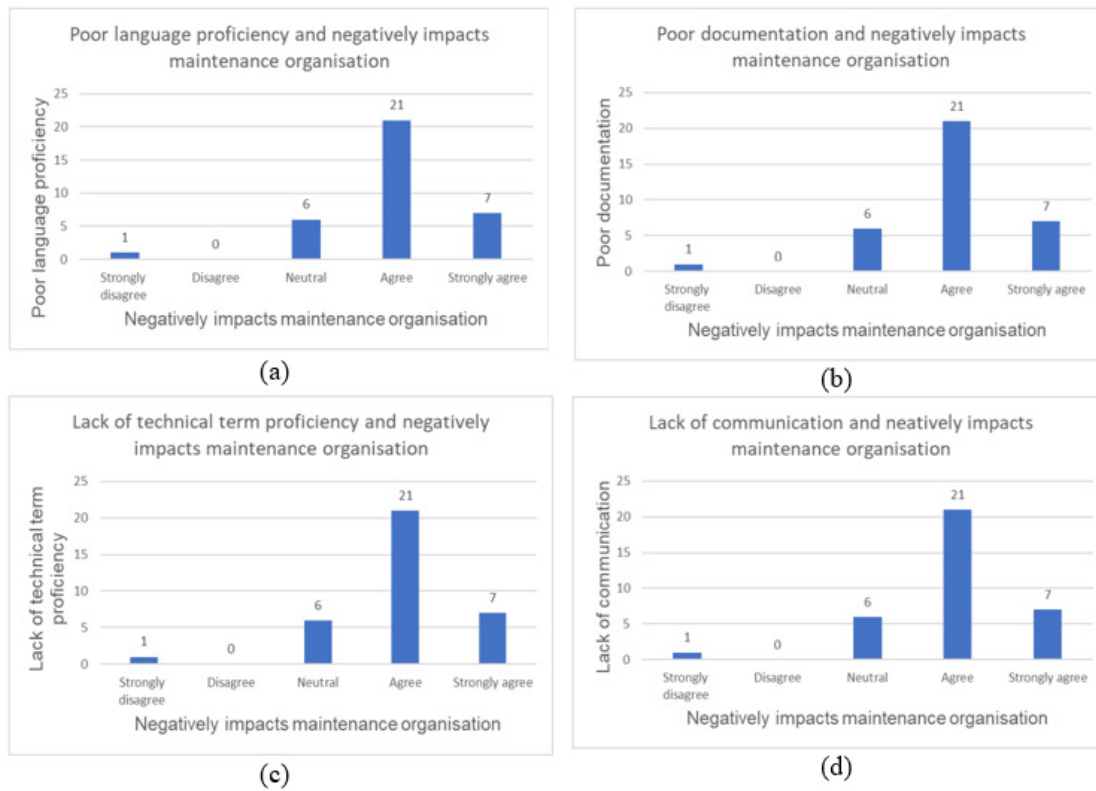 Poor language proficiency and negatively impacts
maintenance organisation
25
20
15
10
5
0
Poor language proficiency
1
0
6
21
7
Strongly
disagree
Disagree
Neutral
Agree
Strongly agree
Negatively impacts maintenance organisation
(a)
Poor documentation and negatively impacts
maintenance organisation
25
20
15
10
5
0
Poor documentation
1
0
6
21
7
Strongly
disagree
Disagree
Neutral
Agree
Strongly agree
Negatively impacts maintenance organisation
(b)
Lack of technical term proficiency and negatively
impacts maintenance organisation
25
20
15
10
5
0
Lack of technical term
proficiency
1
0
6
21
7
Strongly
disagree
Disagree
Neutral
Agree
Strongly agree
Negatively impacts maintenance organisation
(c)
Lack of communication and neatively impacts
maintenance organisation
25
20
15
10
5
0
Lack of communication
1
0
6
21
7
Strongly
disagree
Disagree
Neutral
Agree
Strongly agree
Negatively impacts maintenance organisation
(d)